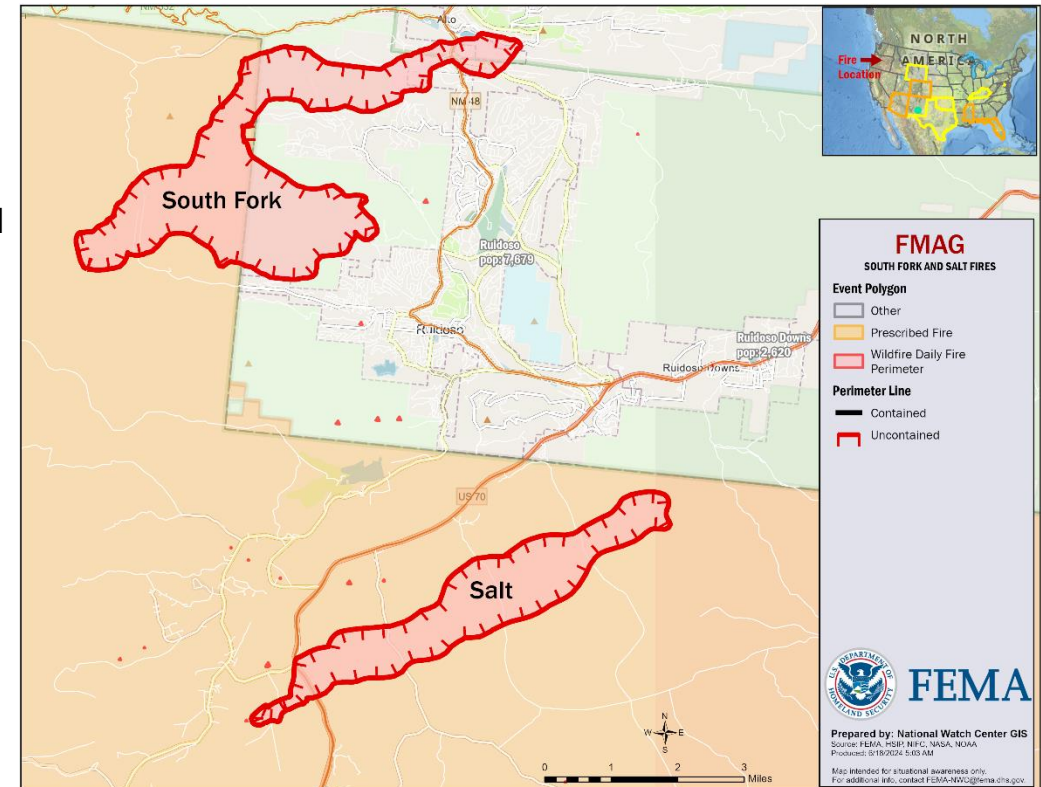 Alto
NM 48
South Fork
Ruidoso
pop: 7,679
Ruidoso
Ruidoso Downs
pop: 2,620
Ruidoso Downs
US 70
Salt
N
W E
S
0 1 2 3
Miles
NORTH
AMERICA
Fire
Location
FMAG
SOUTH FORK AND SALT FIRES
Event Polygon
Other
Prescribed Fire
Wildfire Daily Fire
Perimeter
Perimeter Line
Contained
Uncontained
U.S. DEPARTMENT OF
HOMELAND SECURITY
FEMA
Prepared by: National Watch Center GIS
Source: FEMA, HSIP, NIFC, NASA, NOAA
Produced: 6/18/2024 5:03 AM
Map intended for situational awareness only.
For additional info, contact FEMA-NWC@fema.dhs.gov.